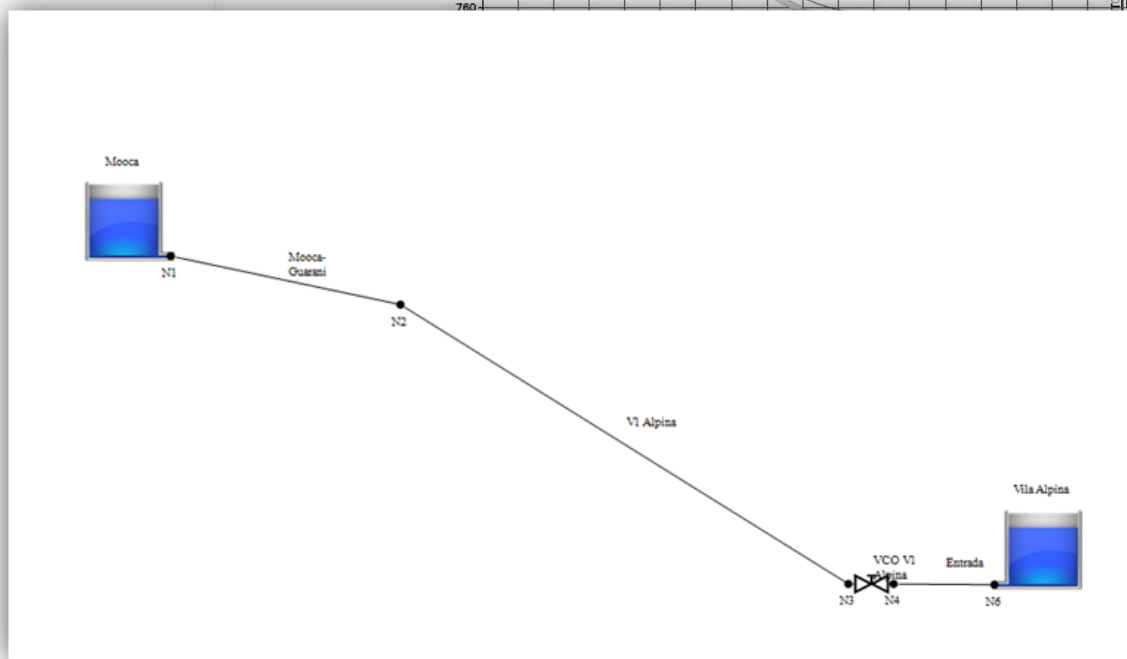 760
Mooca
Mooca-
Guarani
N1
N2
Vl Alpina
Vila Alpina
VCO Vl
Alpina
Entrada
N3
N4
N6